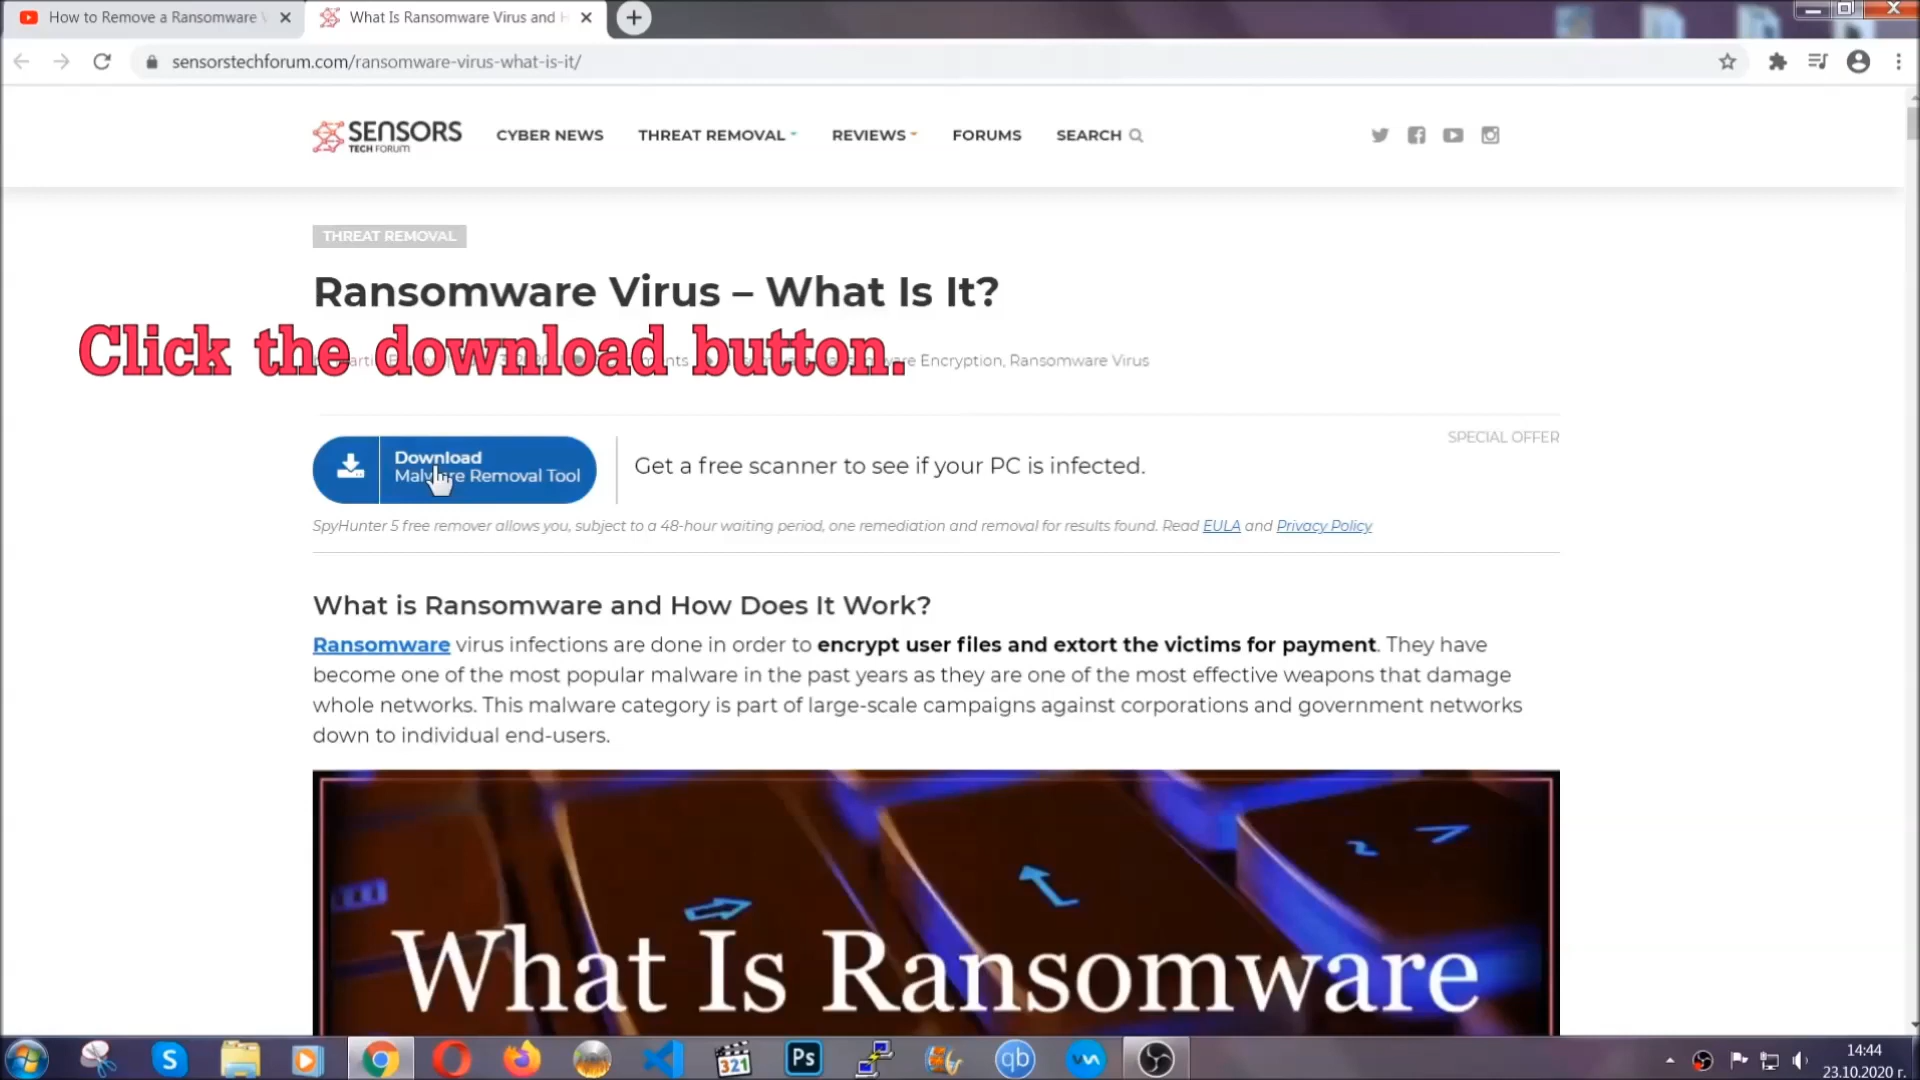 How to Remove a Ransomware
What Is Ransomware Virus and H
sensorstechforum.com/ransomware-virus-what-is-it/
SENSORS
TECH FORUM
CYBER NEWS
THREAT REMOVAL
REVIEWS
FORUMS
SEARCH
THREAT REMOVAL
Ransomware Virus – What Is It?
Click the download button.
Encryption, Ransomware Virus
SPECIAL OFFER
Download
Malware Removal Tool
Get a free scanner to see if your PC is infected.
SpyHunter 5 free remover allows you, subject to a 48-hour waiting period, one remediation and removal for results found. Read EULA and Privacy Policy
What is Ransomware and How Does It Work?
Ransomware virus infections are done in order to encrypt user files and extort the victims for payment. They have
become one of the most popular malware in the past years as they are one of the most effective weapons that damage
whole networks. This malware category is part of large-scale campaigns against corporations and government networks
down to individual end-users.
What Is Ransomware
S
321
Ps
qb
14:44
23.10.2020 г.